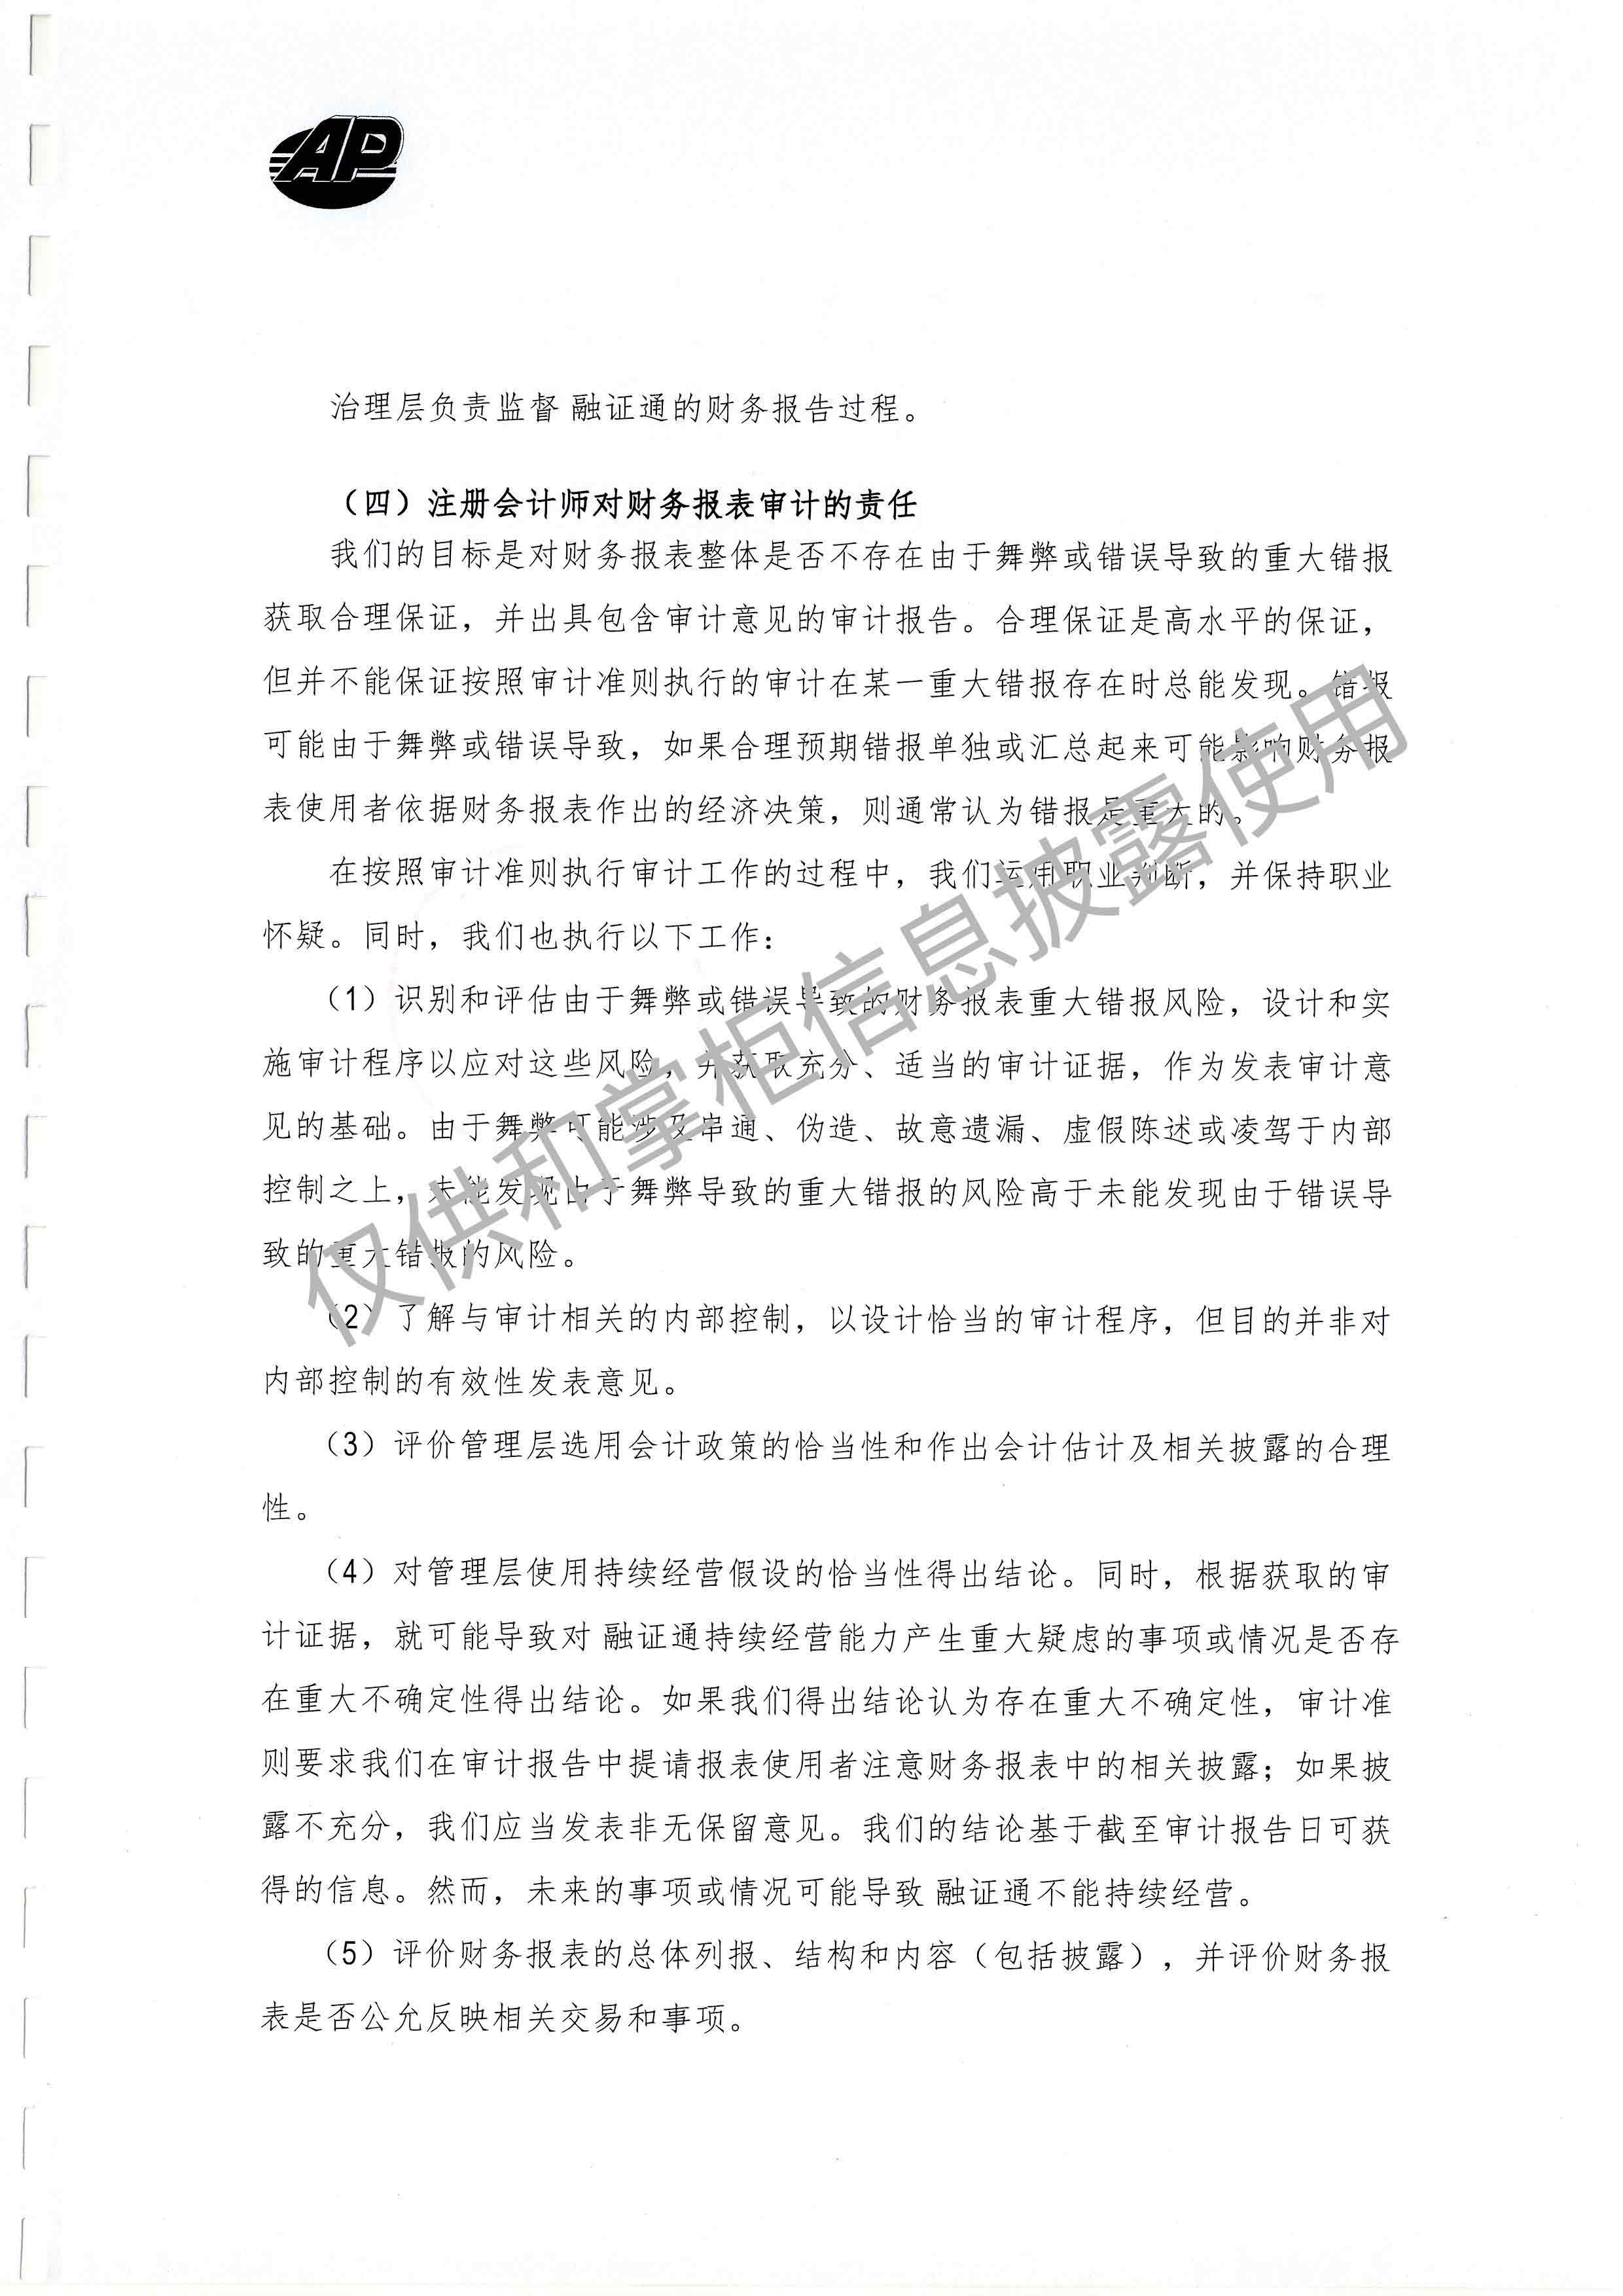 AP
治理层负责监督 融证通的财务报告过程。
（四）注册会计师对财务报表审计的责任
我们的目标是对财务报表整体是否不存在由于舞弊或错误导致的重大错报
获取合理保证，并出具包含审计意见的审计报告。合理保证是高水平的保证，
但并不能保证按照审计准则执行的审计在某一重大错报存在时总能发现。错报
可能由于舞弊或错误导致，如果合理预期错报单独或汇总起来可能影响财务报
表使用者依据财务报表作出的经济决策，则通常认为错报是重大的。
在按照审计准则执行审计工作的过程中，我们运用职业判断，并保持职业
怀疑。同时，我们也执行以下工作：
（1）识别和评估由于舞弊或错误导致的财务报表重大错报风险，设计和实
施审计程序以应对这些风险，并获取充分、适当的审计证据，作为发表审计意
见的基础。由于舞弊可能涉及串通、伪造、故意遗漏、虚假陈述或凌驾于内部
控制之上，未能发现由于舞弊导致的重大错报的风险高于未能发现由于错误导
致的重大错报的风险。
（2）了解与审计相关的内部控制，以设计恰当的审计程序，但目的并非对
内部控制的有效性发表意见。
（3）评价管理层选用会计政策的恰当性和作出会计估计及相关披露的合理
性。
（4）对管理层使用持续经营假设的恰当性得出结论。同时，根据获取的审
计证据，就可能导致对 融证通持续经营能力产生重大疑虑的事项或情况是否存
在重大不确定性得出结论。如果我们得出结论认为存在重大不确定性，审计准
则要求我们在审计报告中提请报表使用者注意财务报表中的相关披露；如果披
露不充分，我们应当发表非无保留意见。我们的结论基于截至审计报告日可获
得的信息。然而，未来的事项或情况可能导致 融证通不能持续经营。
（5）评价财务报表的总体列报、结构和内容（包括披露），并评价财务报
表是否公允反映相关交易和事项。
仅供和掌柜信息披露使用